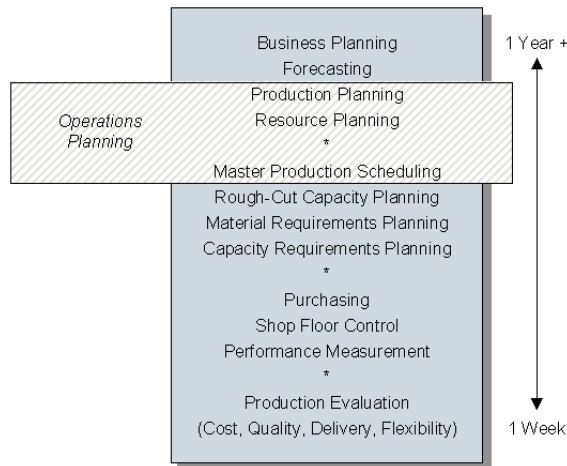 Business Planning
1 Year +
Forecasting
Production Planning
Operations
Planning
Resource Planning
*
Master Production Scheduling
Rough-Cut Capacity Planning
Material Requirements Planning
Capacity Requirements Planning
*
Purchasing
Shop Floor Control
Performance Measurement
*
Production Evaluation
(Cost, Quality, Delivery, Flexibility)
1 Week